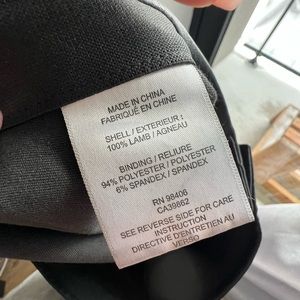 MADE IN CHINA
FABRIQUÉ EN CHINE
SHELL / EXTERIEUR :
100% LAMB / AGNEAU
BINDING / RELIURE
94% POLYESTER / POLYESTER
6% SPANDEX / SPANDEX
RN 98406
CA39862
SEE REVERSE SIDE FOR CARE
INSTRUCTION
DIRECTIVE D'ENTRETIEN AU
VERSO